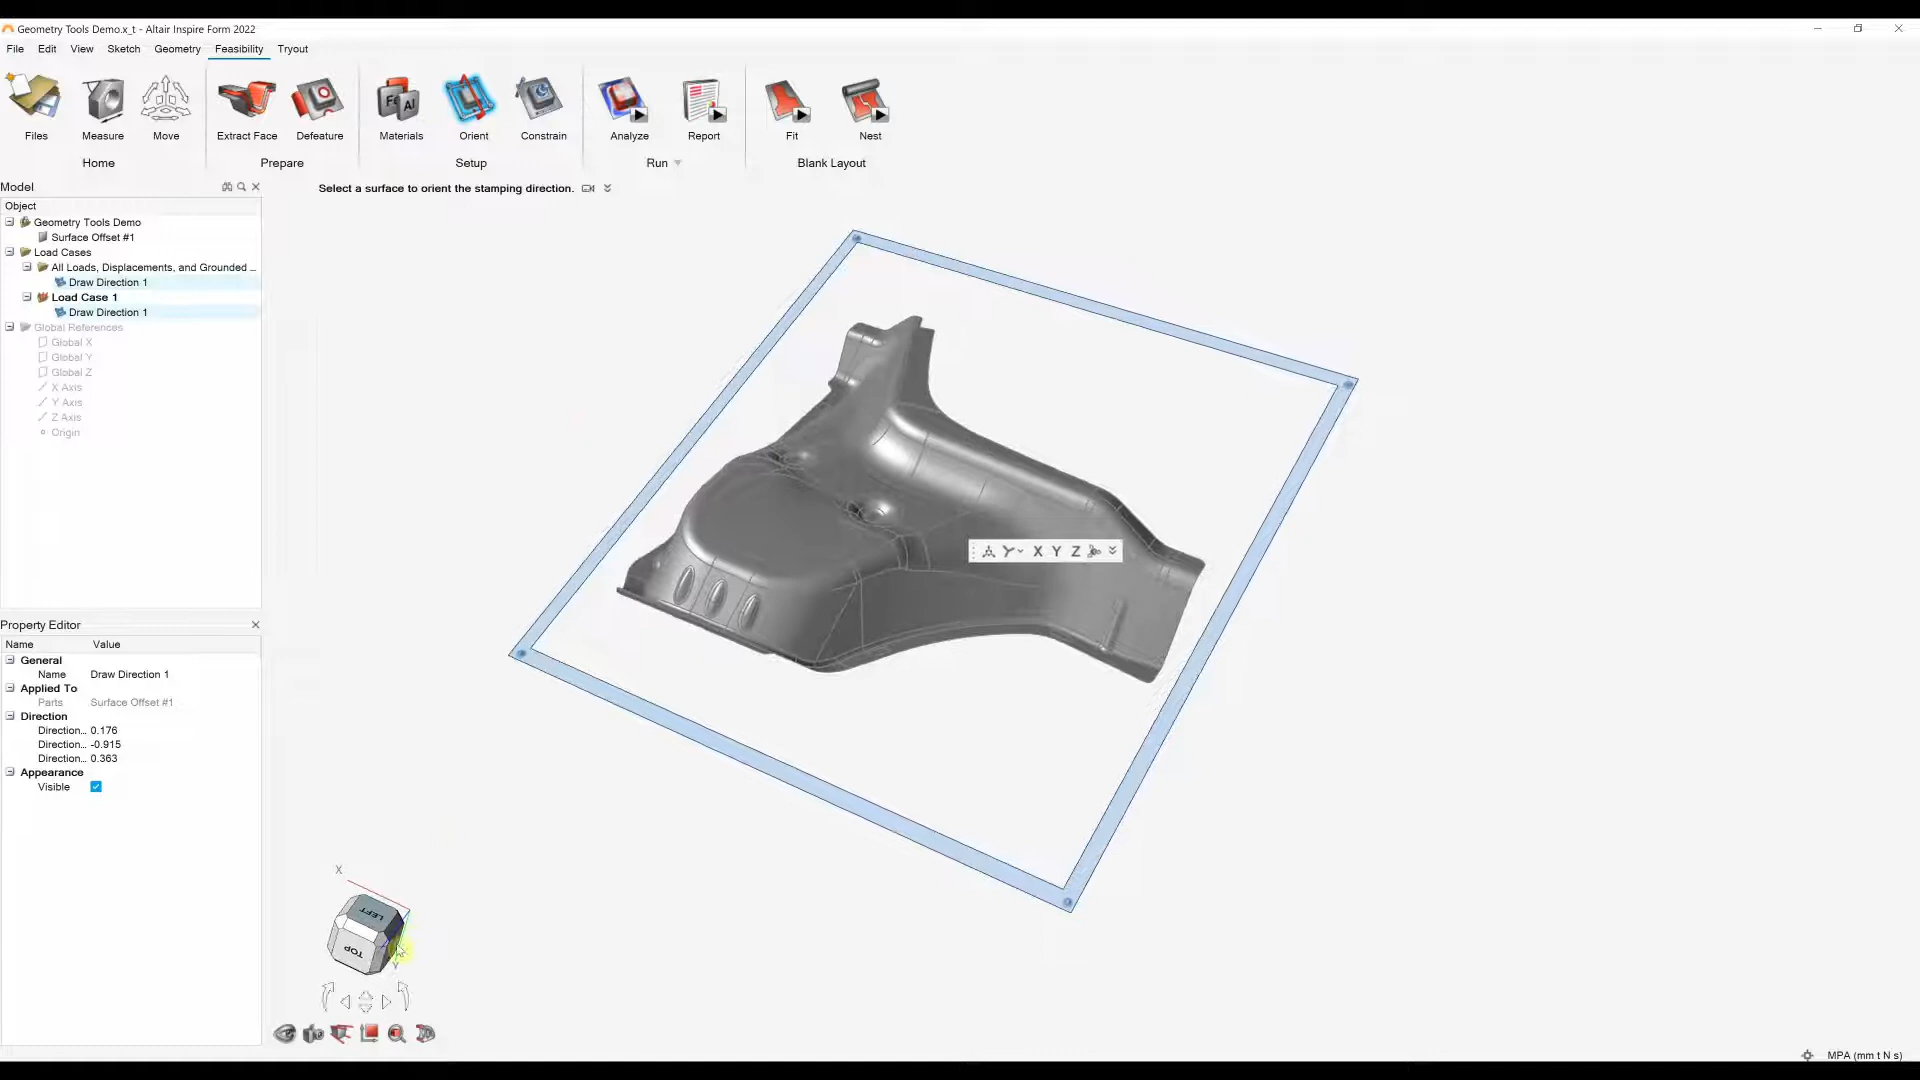 Geometry Tools Demo.x_t - Altair Inspire Form 2022
File Edit View Sketch Geometry Feasibility Tryout
Files Measure Move Extract Face Defeature Materials Orient Constrain Analyze Report Fit Nest
Home Prepare Setup Run Blank Layout
Model
Select a surface to orient the stamping direction.
Object
Geometry Tools Demo
Surface Offset #1
Load Cases
All Loads, Displacements, and Grounded ...
Draw Direction 1
Load Case 1
Draw Direction 1
Global References
Global X
Global Y
Global Z
X Axis
Y Axis
Z Axis
Origin
X Y Z
Property Editor
Name Value
General
Name Draw Direction 1
Applied To
Parts Surface Offset #1
Direction
Direction... 0.176
Direction... -0.915
Direction... 0.363
Appearance
Visible
X
LEFT
TOP
Y
MPA (mm t N s)